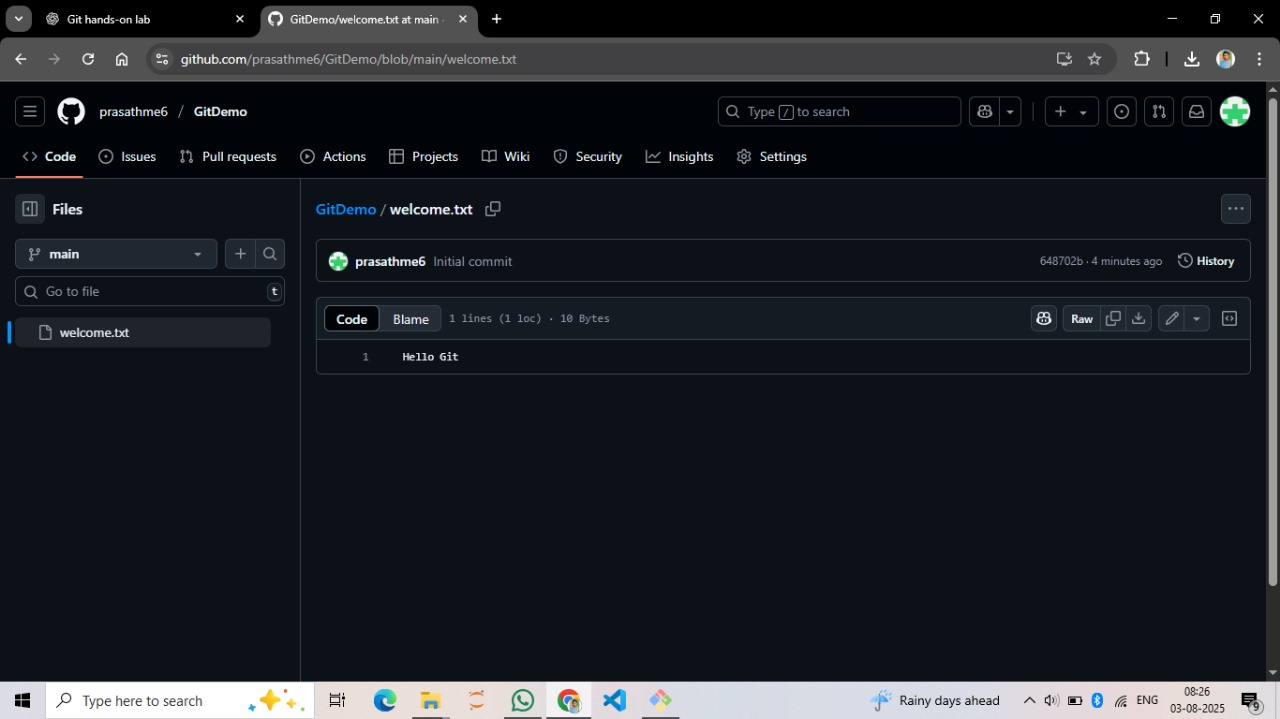 Git hands-on lab
GitDemo/welcome.txt at main
github.com/prasathme6/GitDemo/blob/main/welcome.txt
prasathme6 / GitDemo
Type / to search
Code Issues Pull requests Actions Projects Wiki Security Insights Settings
Files
GitDemo / welcome.txt
main
prasathme6 Initial commit 648702b · 4 minutes ago History
Go to file t
Code Blame 1 lines (1 loc) · 10 Bytes Raw
welcome.txt
1 Hello Git
Type here to search
Rainy days ahead
ENG
08:26
03-08-2025
9